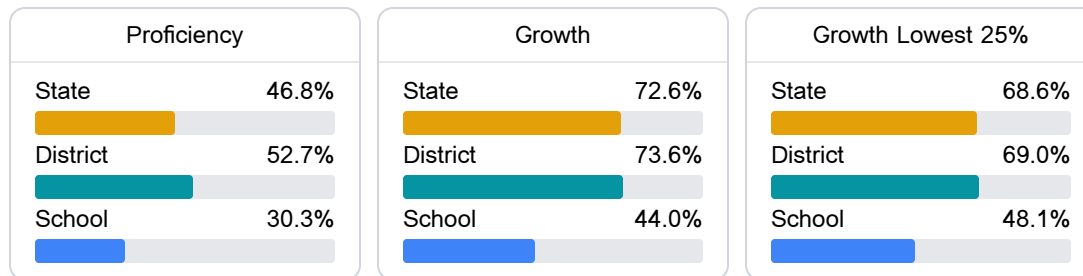 Proficiency
State 46.8%
District 52.7%
School 30.3%
Growth
State 72.6%
District 73.6%
School 44.0%
Growth Lowest 25%
State 68.6%
District 69.0%
School 48.1%